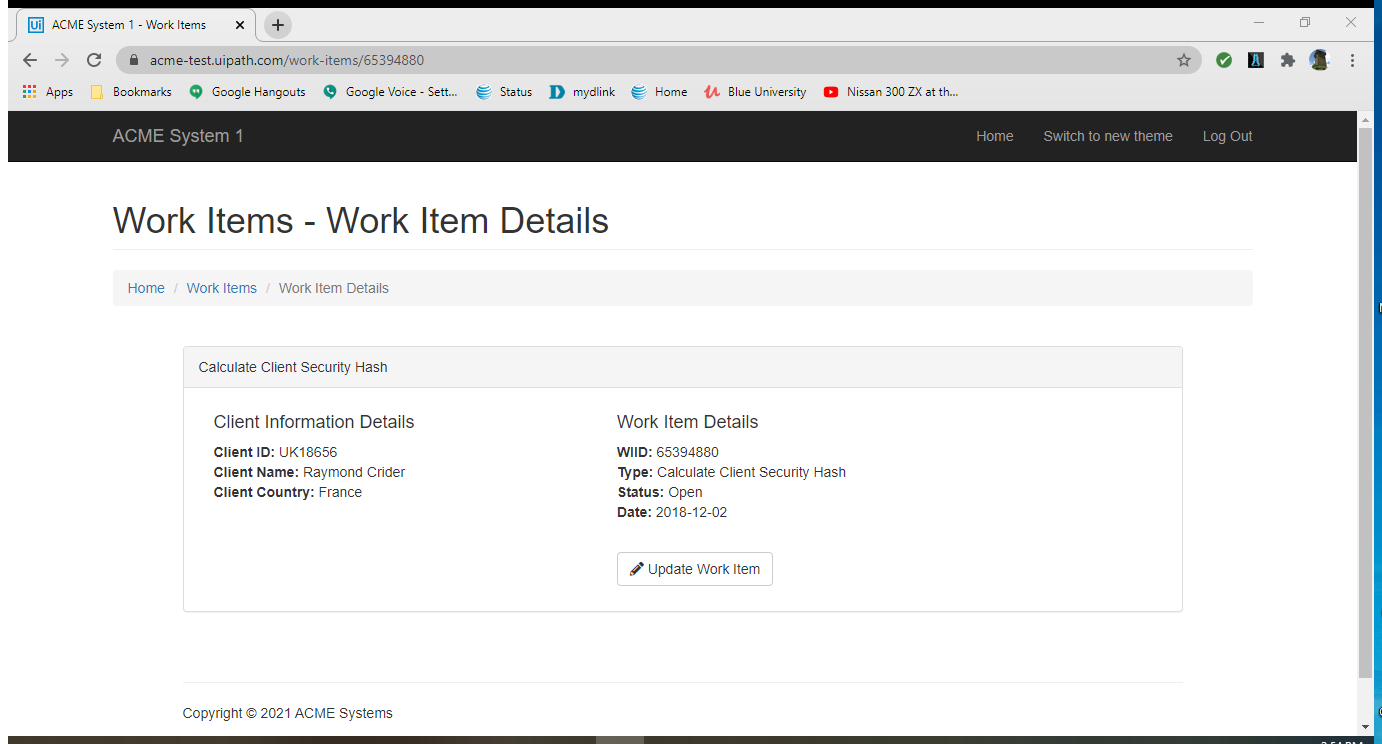 Ui ACME System 1 - Work Items
acme-test.uipath.com/work-items/65394880
Apps Bookmarks Google Hangouts Google Voice - Sett... Status mydlink Home Blue University Nissan 300 ZX at th...
ACME System 1 Home Switch to new theme Log Out
Work Items - Work Item Details
Home / Work Items / Work Item Details
Calculate Client Security Hash
Client Information Details
Client ID: UK18656
Client Name: Raymond Crider
Client Country: France
Work Item Details
WIID: 65394880
Type: Calculate Client Security Hash
Status: Open
Date: 2018-12-02
Update Work Item
Copyright © 2021 ACME Systems